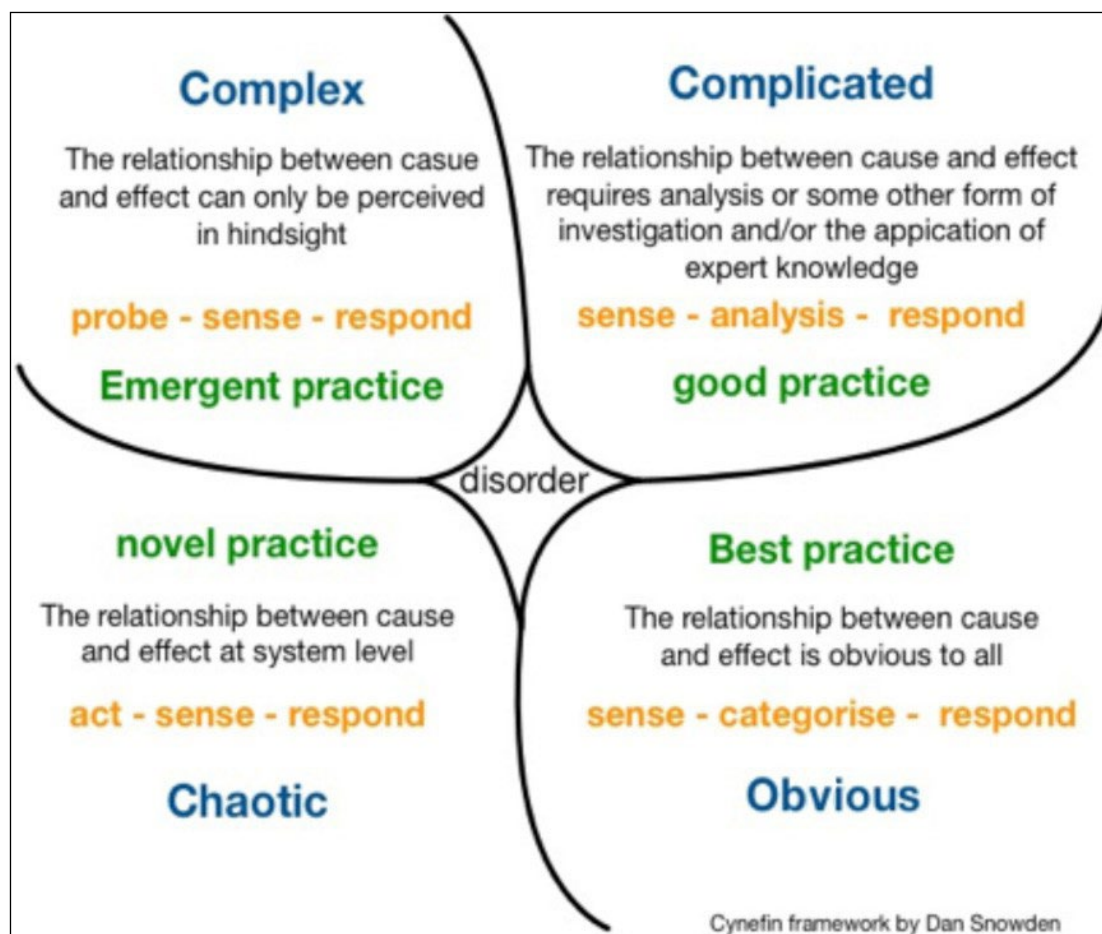 Complex
The relationship between casue
and effect can only be perceived
in hindsight
probe - sense - respond
Emergent practice
Complicated
The relationship between cause and effect
requires analysis or some other form of
investigation and/or the appication of
expert knowledge
sense - analysis - respond
good practice
disorder
novel practice
The relationship between cause
and effect at system level
act - sense - respond
Chaotic
Best practice
The relationship between cause
and effect is obvious to all
sense - categorise - respond
Obvious
Cynefin framework by Dan Snowden